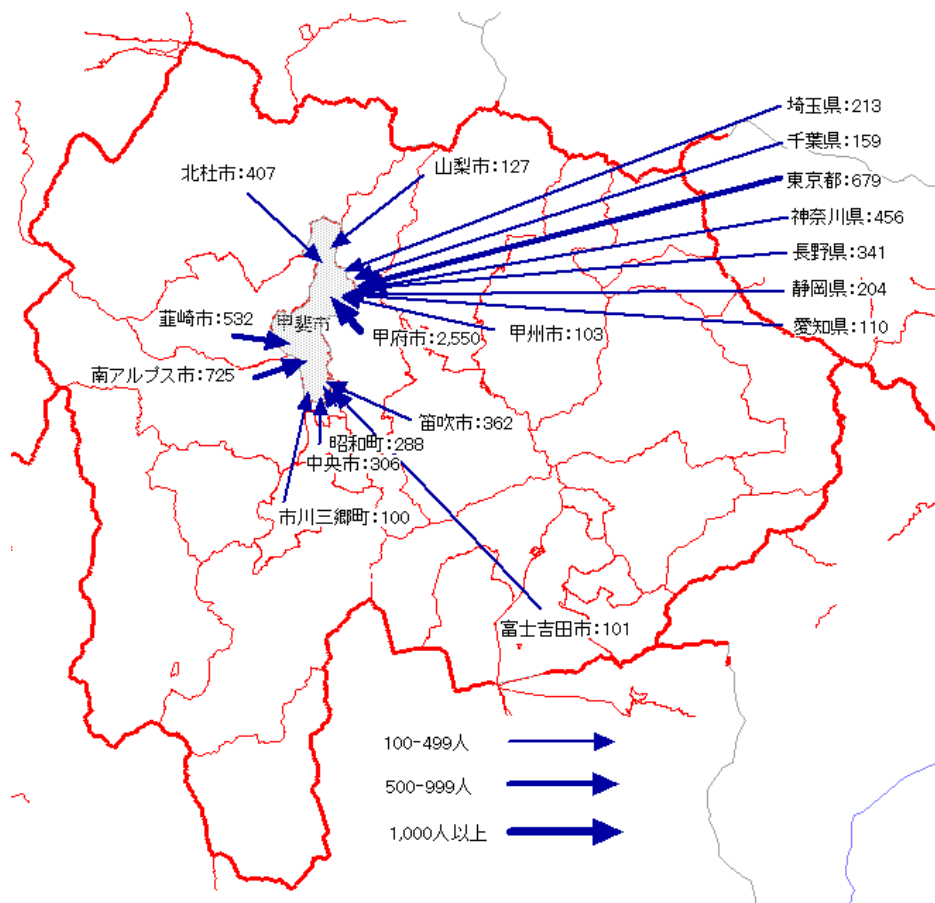 埼玉県:213
千葉県:159
山梨市:127
北杜市:407
東京都:679
神奈川県:456
長野県:341
静岡県:204
韮崎市:532
甲斐市
愛知県:110
甲府市:2,550
甲州市:103
南アルプス市:725
笛吹市:362
昭和町:288
中央市:306
市川三郷町:100
富士吉田市:101
100-499人
500-999人
1,000人以上